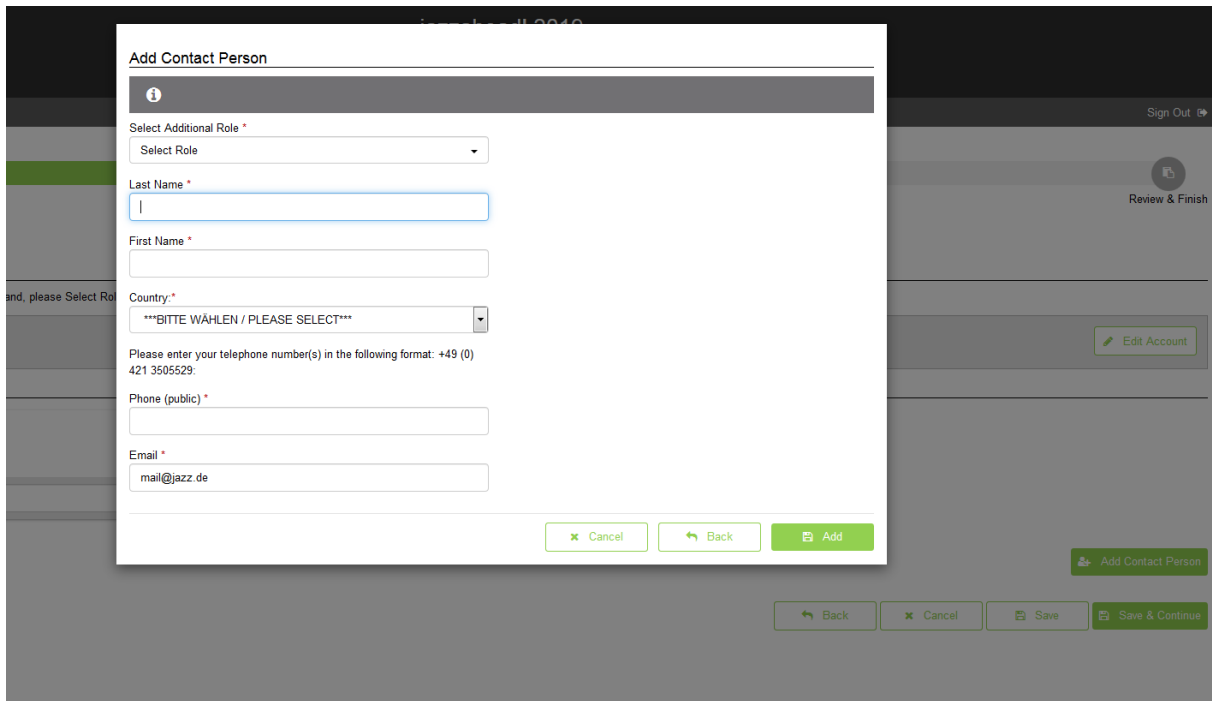 Add Contact Person
Sign Out
Select Additional Role *
Select Role
Last Name *
Review & Finish
First Name *
and, please Select Rol
Country:*
***BITTE WÄHLEN / PLEASE SELECT***
Edit Account
Please enter your telephone number(s) in the following format: +49 (0)
421 3505529:
Phone (public) *
Email *
mail@jazz.de
Cancel
Back
Add
Add Contact Person
Back
Cancel
Save
Save & Continue